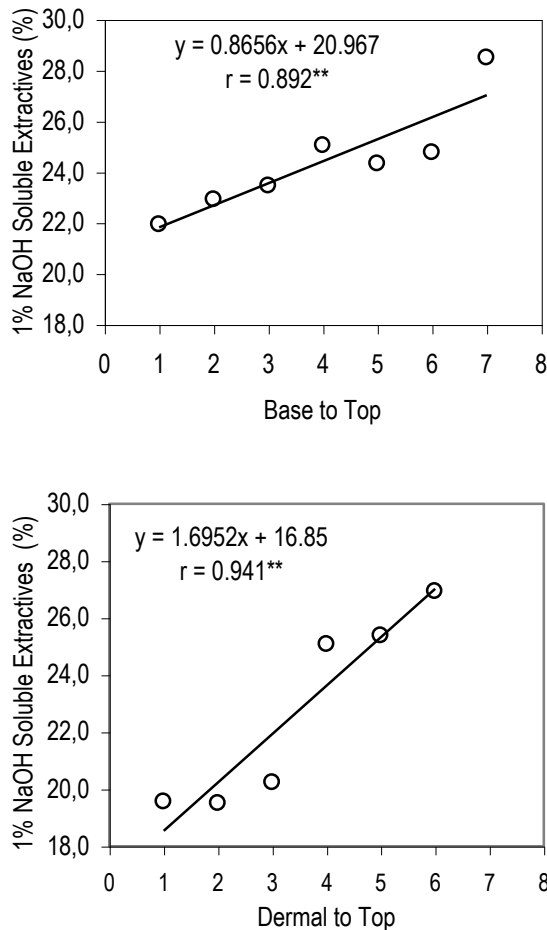 30,0
28,0
26,0
24,0
22,0
20,0
18,0
1% NaOH Soluble Extractives (%)
y = 0.8656x + 20.967
r = 0.892**
0 1 2 3 4 5 6 7 8
Base to Top
30,0
28,0
26,0
24,0
22,0
20,0
18,0
1% NaOH Soluble Extractives (%)
y = 1.6952x + 16.85
r = 0.941**
0 1 2 3 4 5 6 7 8
Dermal to Top